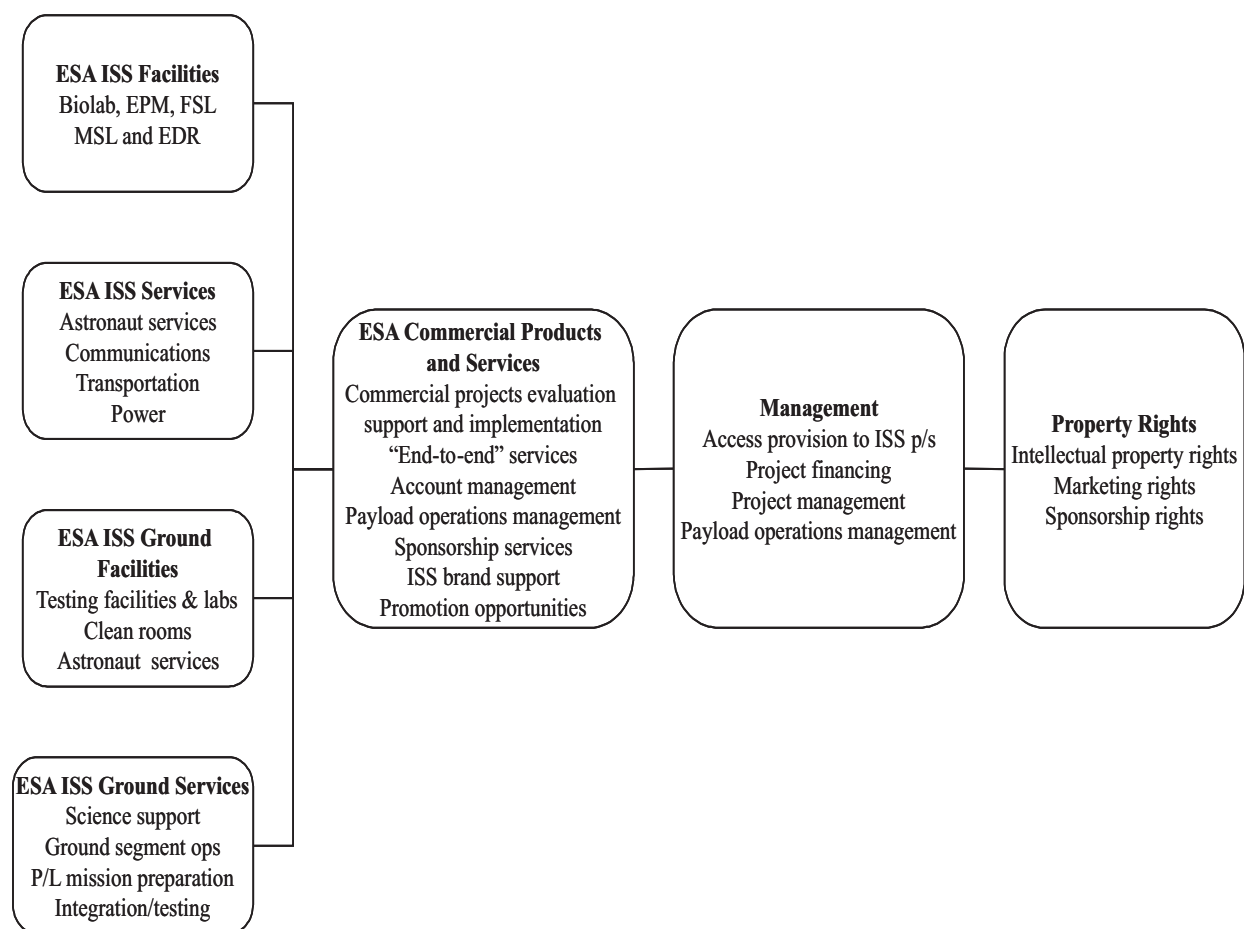 ESA ISS Facilities
Biolab, EPM, FSL
MSL and EDR
ESA ISS Services
Astronaut services
Communications
Transportation
Power
ESA ISS Ground
Facilities
Testing facilities & labs
Clean rooms
Astronaut services
ESA ISS Ground Services
Science support
Ground segment ops
P/L mission preparation
Integration/testing
ESA Commercial Products
and Services
Commercial projects evaluation
support and implementation
“End-to-end” services
Account management
Payload operations management
Sponsorship services
ISS brand support
Promotion opportunities
Management
Access provision to ISS p/s
Project financing
Project management
Payload operations management
Property Rights
Intellectual property rights
Marketing rights
Sponsorship rights